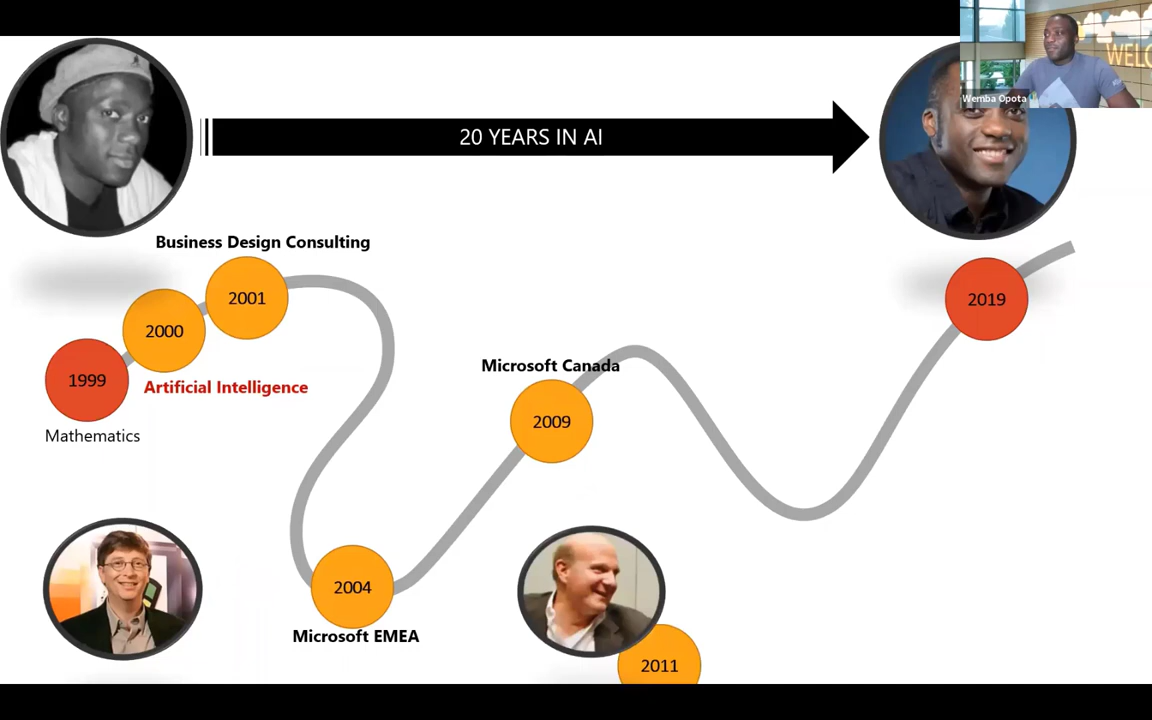 WELC
Wemba Opota
20 YEARS IN AI
Business Design Consulting
2001
2000
2019
1999
Artificial Intelligence
Microsoft Canada
2009
Mathematics
2004
Microsoft EMEA
2011